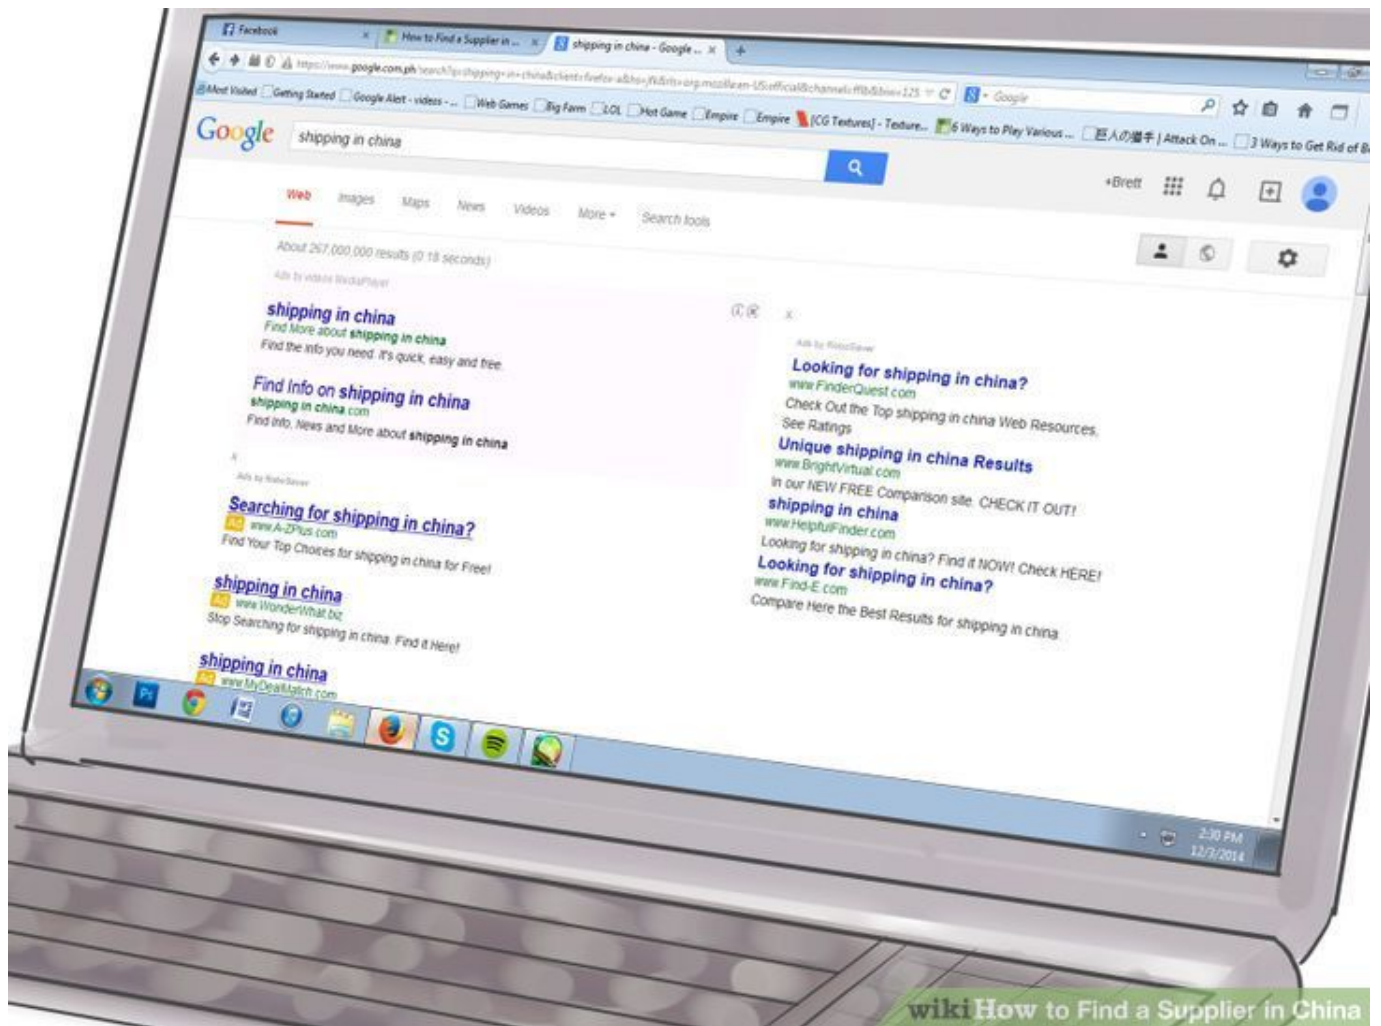 Facebook
How to Find a Supplier in ...
shipping in china - Google ...
Google
Most Visited
Getting Started
Google Alert - videos - ...
Web Games
Big Farm
LOL
Hot Game
Empire
Empire
[CG Textures] - Texture...
6 Ways to Play Various ...
| Attack On ...
3 Ways to Get Rid of B
Google
shipping in china
+Brett
Web
Images
Maps
News
Videos
More
Search tools
About 267,000,000 results (0.18 seconds)
Ads by videos MediaPlayer
shipping in china
Find More about shipping in china
Find the info you need. It's quick, easy and free.
Find Info on shipping in china
shipping in china.com
Find Info, News and More about shipping in china
x
Searching for shipping in china?
Ad www.A-ZPlus.com
Find Your Top Choices for shipping in china for Free!
shipping in china
Ad www.WonderWhat.biz
Stop Searching for shipping in china. Find it Here!
shipping in china
Ad www.MyDealMatch.com
x
Looking for shipping in china?
www.FinderQuest.com
Check Out the Top shipping in china Web Resources,
See Ratings
Unique shipping in china Results
www.BrightVirtual.com
In our NEW FREE Comparison site. CHECK IT OUT!
shipping in china
www.HelpfulFinder.com
Looking for shipping in china? Find it NOW! Check HERE!
Looking for shipping in china?
www.Find-E.com
Compare Here the Best Results for shipping in china
Ps
2:30 PM
12/3/2014
wikiHow to Find a Supplier in China